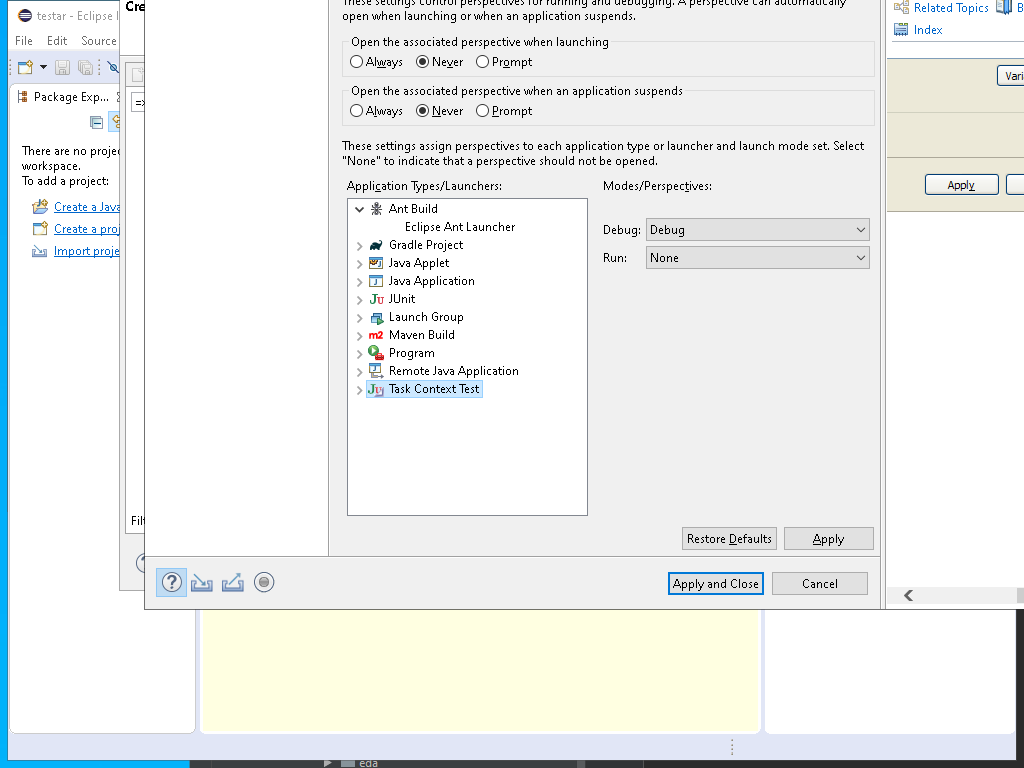 testar - Eclipse I
Cre
File Edit Source
Package Exp...
There are no proje
workspace.
To add a project:
Create a Java
Create a proj
Import proje
=>
Filt
These settings control perspectives for running and debugging. A perspective can automatically
open when launching or when an application suspends.
Open the associated perspective when launching
Always Never Prompt
Open the associated perspective when an application suspends
Always Never Prompt
These settings assign perspectives to each application type or launcher and launch mode set. Select
"None" to indicate that a perspective should not be opened.
Application Types/Launchers:
Modes/Perspectives:
Ant Build
Eclipse Ant Launcher
Gradle Project
Java Applet
Java Application
JUnit
Launch Group
Maven Build
Program
Remote Java Application
Task Context Test
Debug: Debug
Run: None
Restore Defaults Apply
Apply and Close Cancel
Related Topics B
Index
Vari
Apply
eda